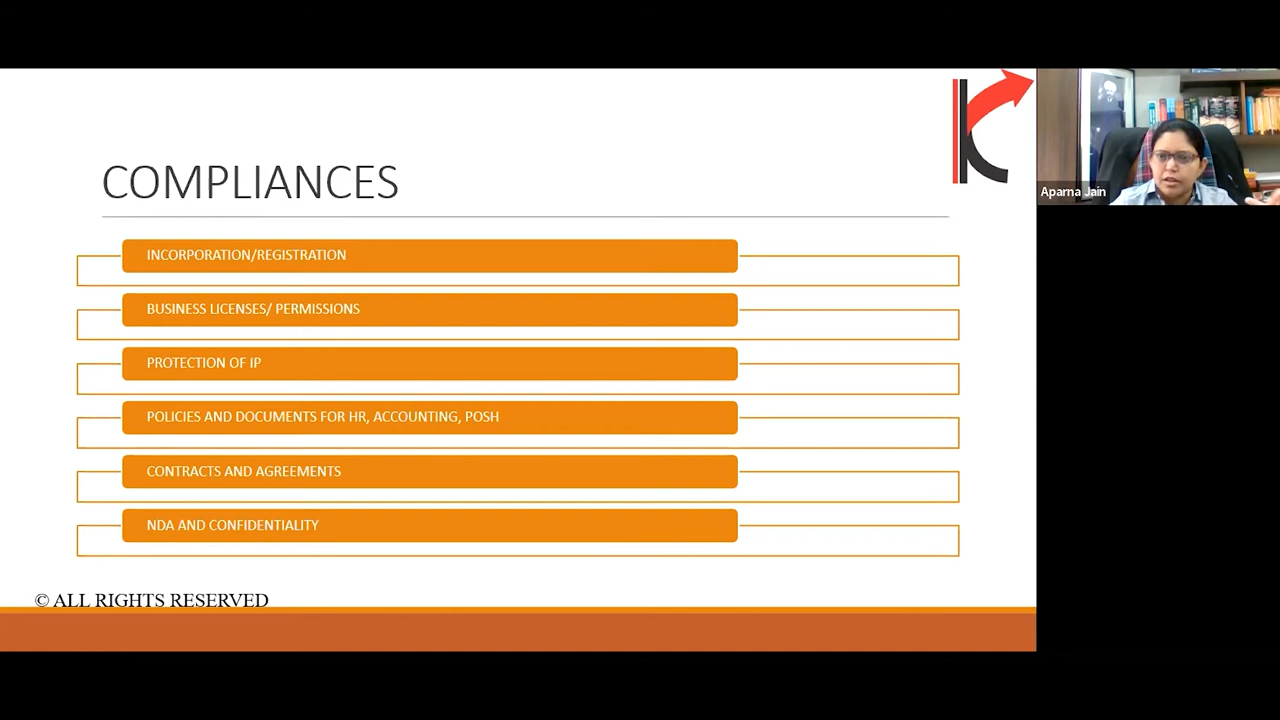 COMPLIANCES
INCORPORATION/REGISTRATION
BUSINESS LICENSES/ PERMISSIONS
PROTECTION OF IP
POLICIES AND DOCUMENTS FOR HR, ACCOUNTING, POSH
CONTRACTS AND AGREEMENTS
NDA AND CONFIDENTIALITY
© ALL RIGHTS RESERVED
Aparna Jain